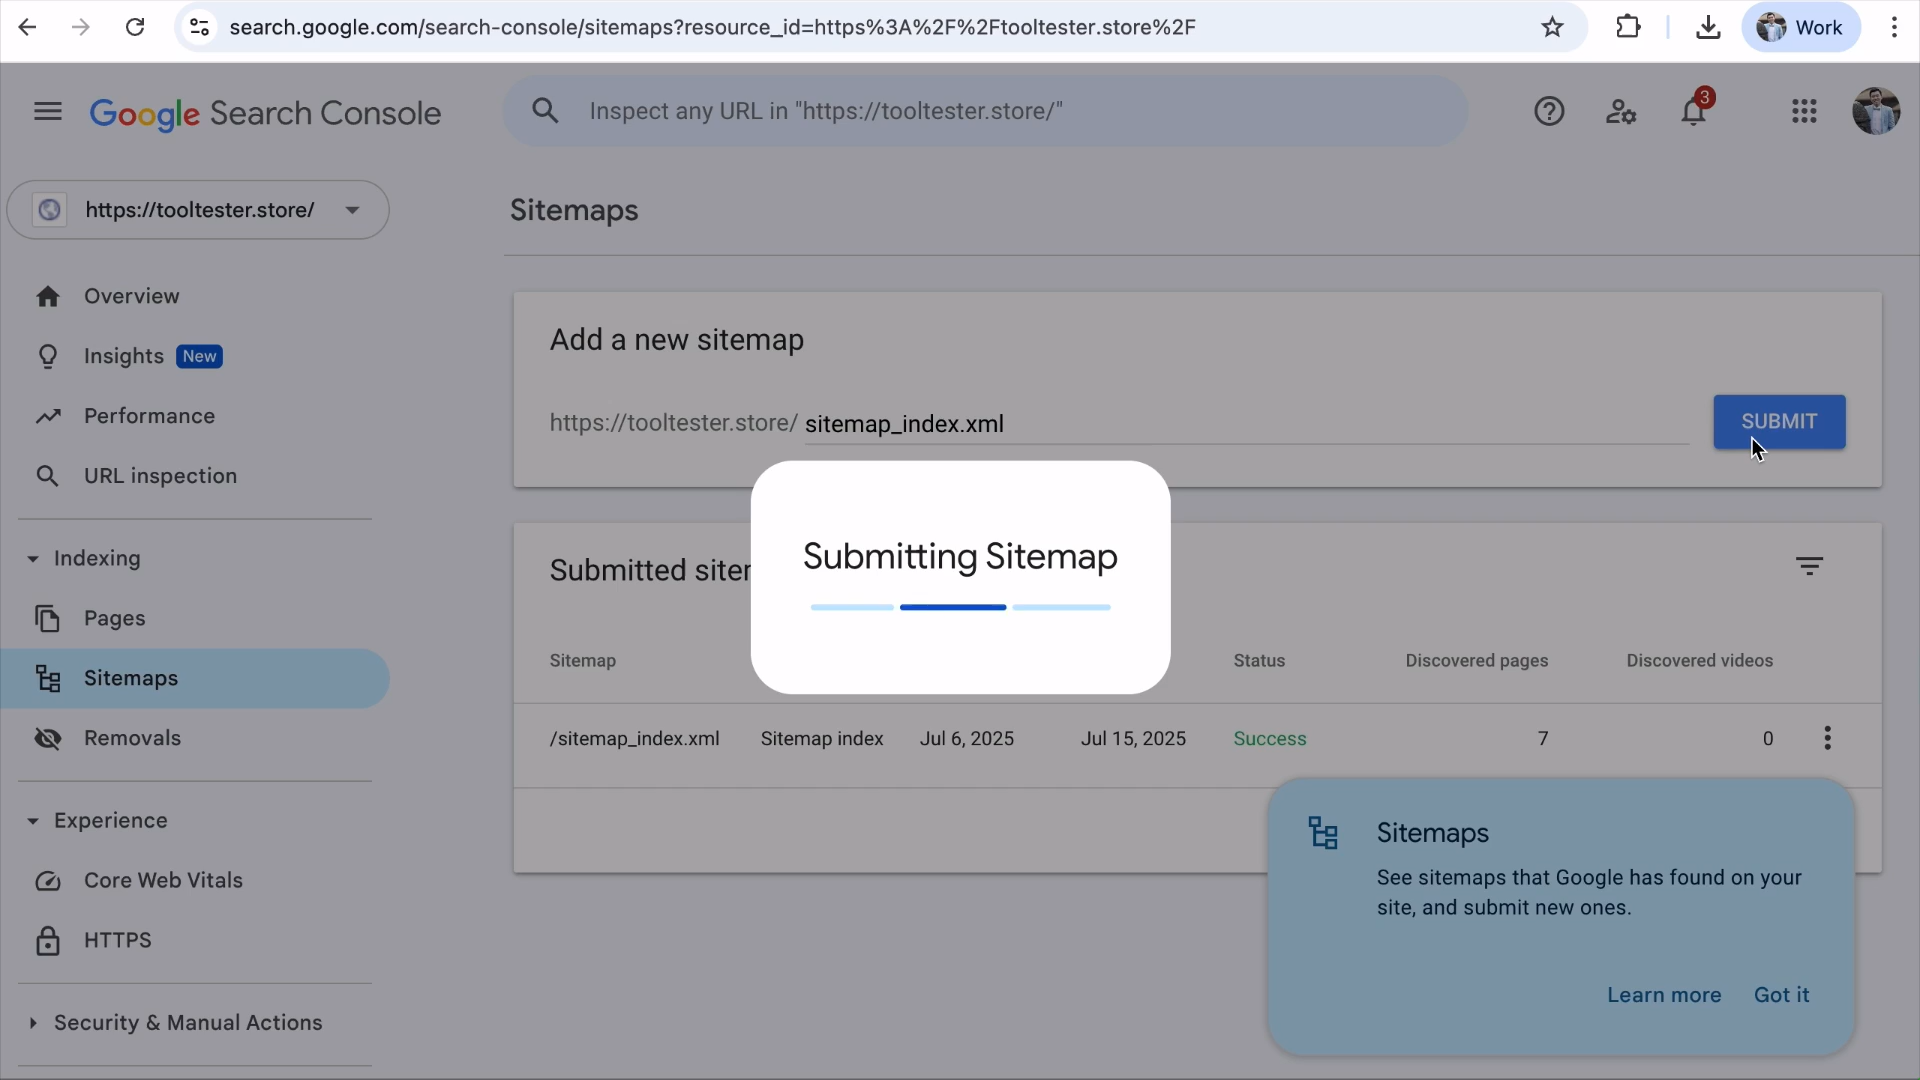 search.google.com/search-console/sitemaps?resource_id=https%3A%2F%2Ftooltester.store%2F
Work
Google Search Console
Inspect any URL in "https://tooltester.store/"
3
https://tooltester.store/
Sitemaps
Overview
Insights New
Performance
URL inspection
Indexing
Pages
Sitemaps
Removals
Experience
Core Web Vitals
HTTPS
Security & Manual Actions
Add a new sitemap
https://tooltester.store/ sitemap_index.xml
SUBMIT
Submitting Sitemap
Submitted siter
Sitemap Status Discovered pages Discovered videos
/sitemap_index.xml Sitemap index Jul 6, 2025 Jul 15, 2025 Success 7 0
Sitemaps
See sitemaps that Google has found on your
site, and submit new ones.
Learn more Got it